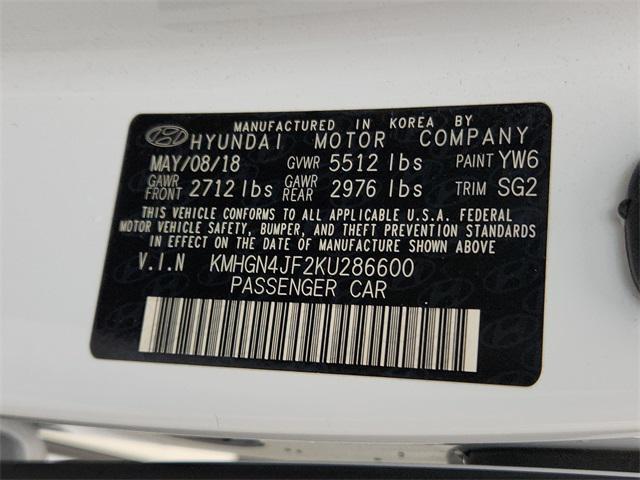 MANUFACTURED IN KOREA BY
HYUNDAI MOTOR COMPANY
MAY/08/18 GVWR 5512 lbs PAINT YW6
GAWR FRONT 2712 lbs GAWR REAR 2976 lbs TRIM SG2
THIS VEHICLE CONFORMS TO ALL APPLICABLE U.S.A. FEDERAL
MOTOR VEHICLE SAFETY, BUMPER, AND THEFT PREVENTION STANDARDS
IN EFFECT ON THE DATE OF MANUFACTURE SHOWN ABOVE
V.I.N KMHGN4JF2KU286600
PASSENGER CAR